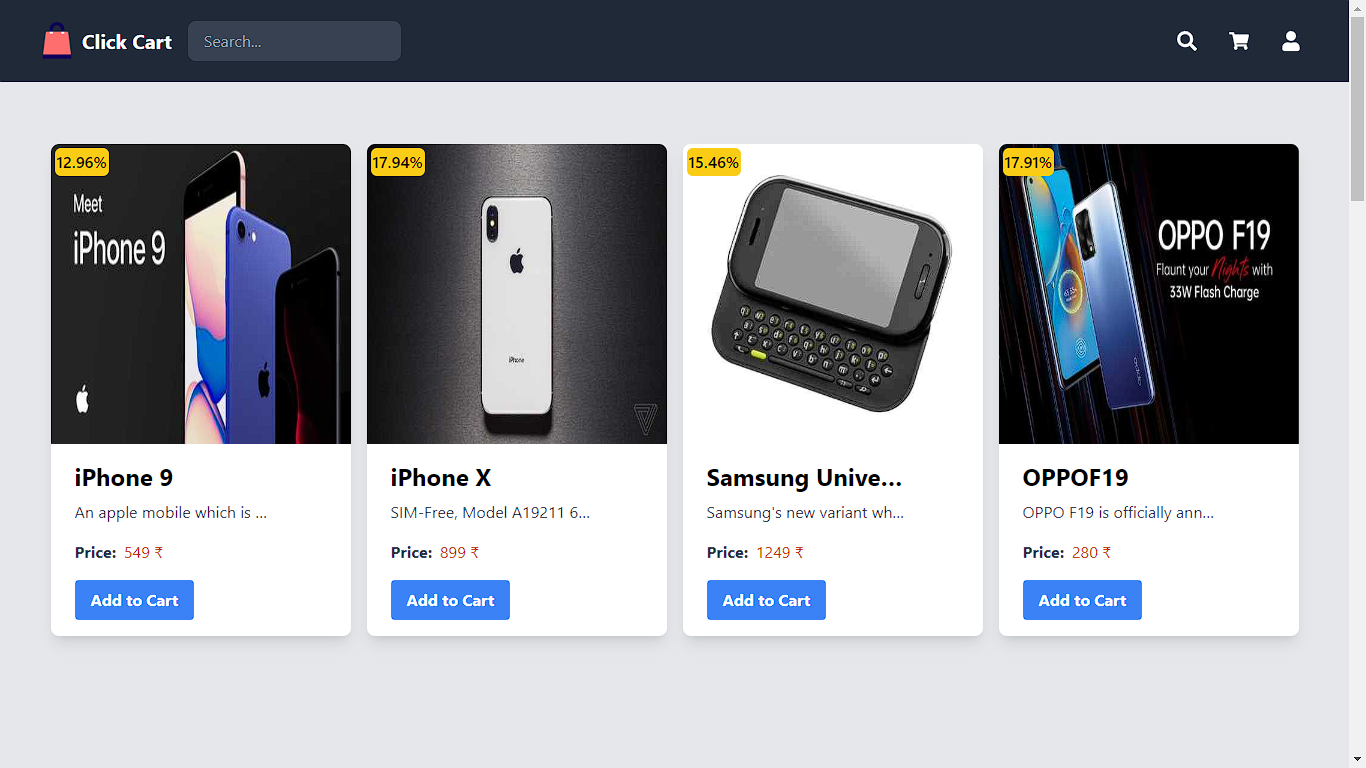 Click Cart
Search...
12.96%
Meet
iPhone 9
iPhone 9
An apple mobile which is ...
Price: 549 ₹
Add to Cart
17.94%
iPhone
iPhone X
SIM-Free, Model A19211 6...
Price: 899 ₹
Add to Cart
15.46%
Samsung Unive...
Samsung's new variant wh...
Price: 1249 ₹
Add to Cart
17.91%
OPPO F19
Flaunt your Nights with
33W Flash Charge
oppo
OPPOF19
OPPO F19 is officially ann...
Price: 280 ₹
Add to Cart